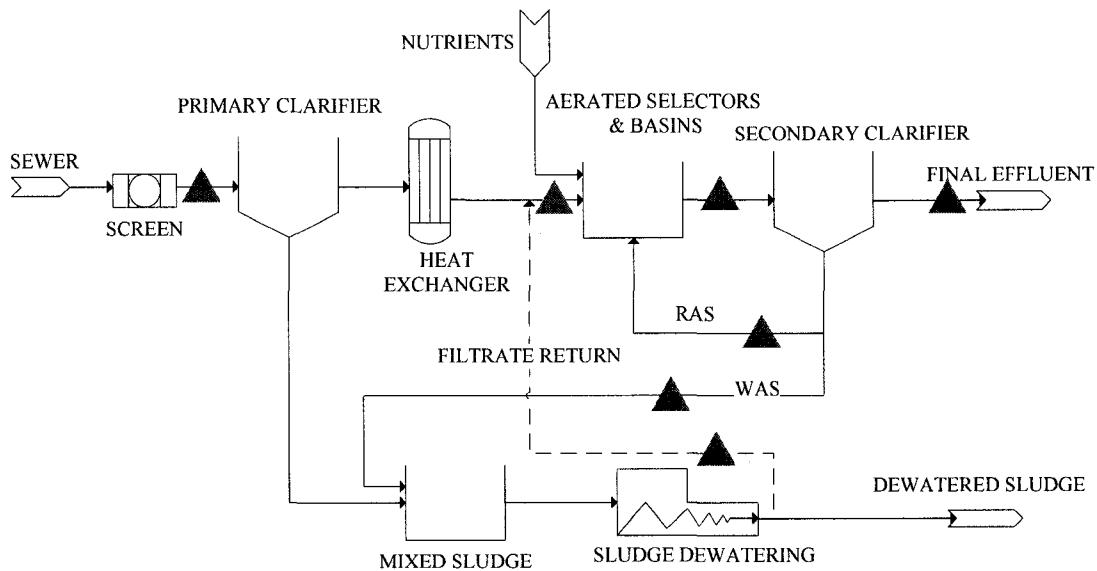 NUTRIENTS
PRIMARY CLARIFIER
AERATED SELECTORS
& BASINS
SECONDARY CLARIFIER
SEWER
FINAL EFFLUENT
SCREEN
HEAT
EXCHANGER
RAS
FILTRATE RETURN
WAS
DEWATERED SLUDGE
MIXED SLUDGE
SLUDGE DEWATERING